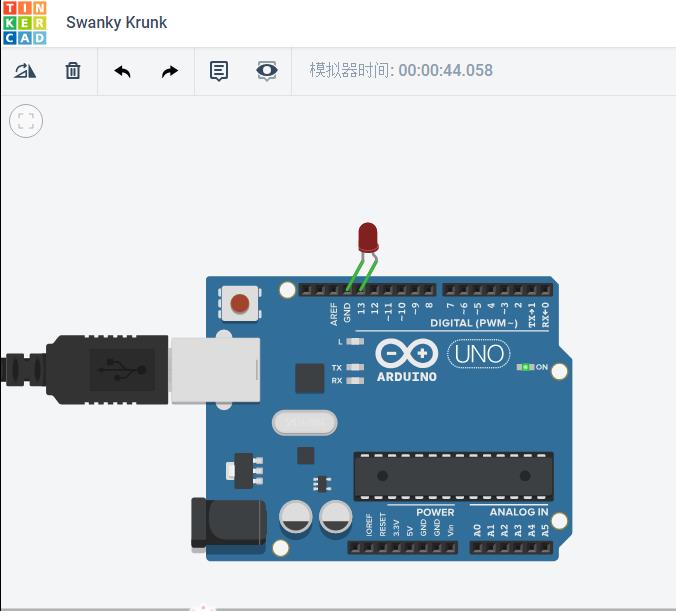 TIN
KER
CAD
Swanky Krunk
模拟器时间: 00:00:44.058
AREF
GND
13
12
~11
~10
~9
8
7
~6
~5
4
~3
2
TX→1
RX←0
DIGITAL (PWM~)
L
TX
RX
ARDUINO
UNO
ON
POWER
ANALOG IN
IOREF
RESET
3.3V
5V
GND
GND
Vin
A0
A1
A2
A3
A4
A5